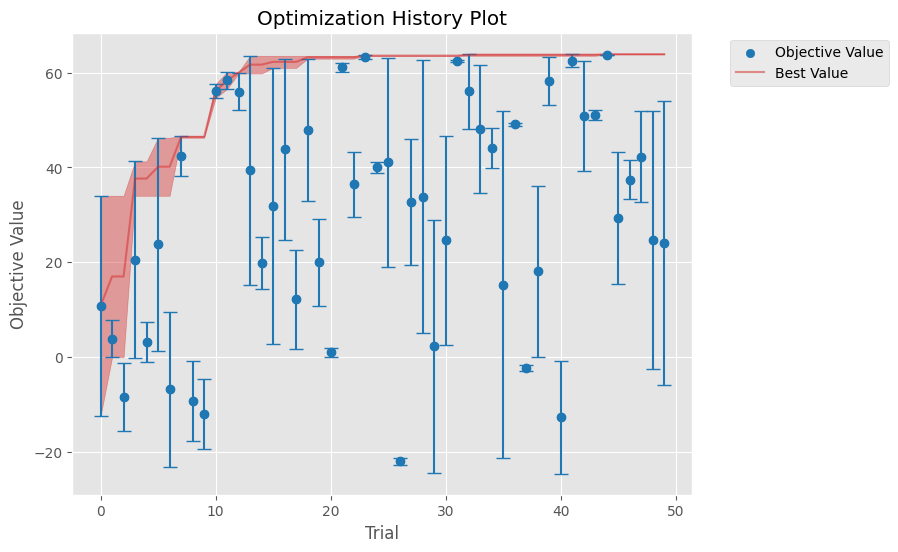 Optimization History Plot
Objective Value
Best Value
Objective Value
60
40
20
0
−20
0 10 20 30 40 50
Trial